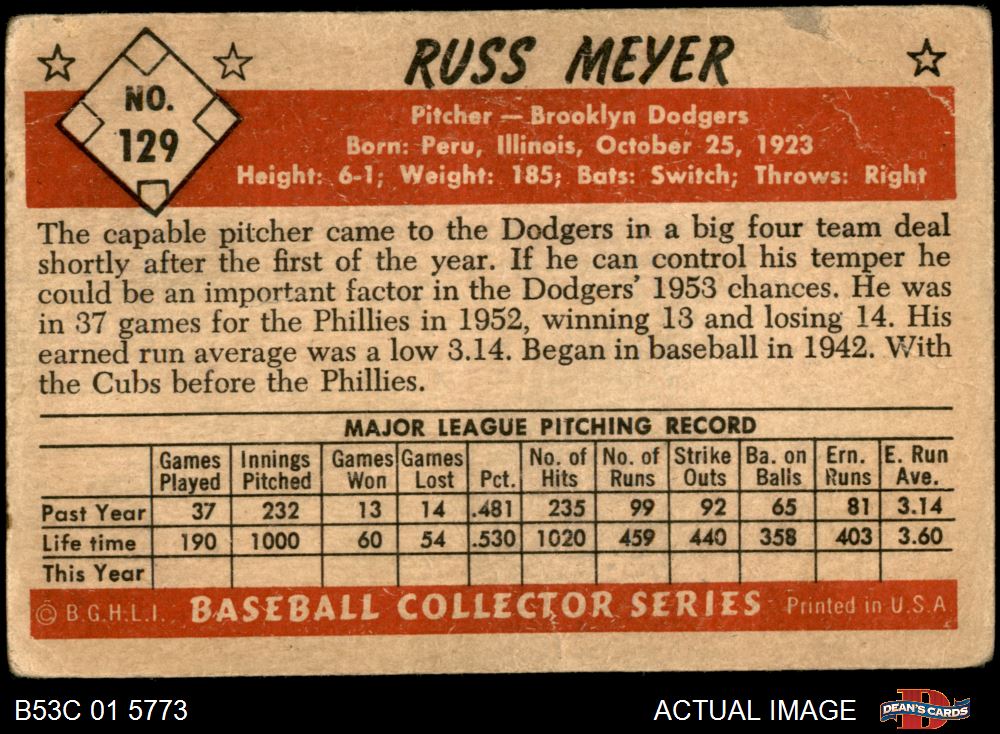 RUSS MEYER
NO.
129
Pitcher — Brooklyn Dodgers
Born: Peru, Illinois, October 25, 1923
Height: 6-1; Weight: 185; Bats: Switch; Throws: Right
The capable pitcher came to the Dodgers in a big four team deal
shortly after the first of the year. If he can control his temper he
could be an important factor in the Dodgers' 1953 chances. He was
in 37 games for the Phillies in 1952, winning 13 and losing 14. His
earned run average was a low 3.14. Began in baseball in 1942. With
the Cubs before the Phillies.
MAJOR LEAGUE PITCHING RECORD
Games Innings Games Games No. of No. of Strike Ba. on Ern. E. Run
Played Pitched Won Lost Pct. Hits Runs Outs Balls Runs Ave.
Past Year 37 232 13 14 .481 235 99 92 65 81 3.14
Life time 190 1000 60 54 .530 1020 459 440 358 403 3.60
This Year
© B.G.H.L.I. BASEBALL COLLECTOR SERIES Printed in U.S.A
B53C 01 5773 ACTUAL IMAGE DEAN'S CARDS